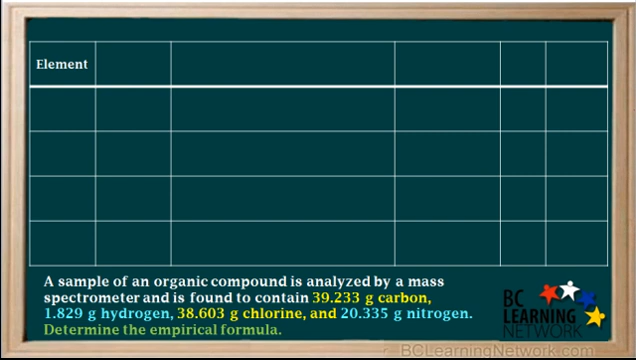 Element
A sample of an organic compound is analyzed by a mass
spectrometer and is found to contain 39.233 g carbon,
1.829 g hydrogen, 38.603 g chlorine, and 20.335 g nitrogen.
Determine the empirical formula.
BC
LEARNING
NETWORK
BCLearningNetwork.com